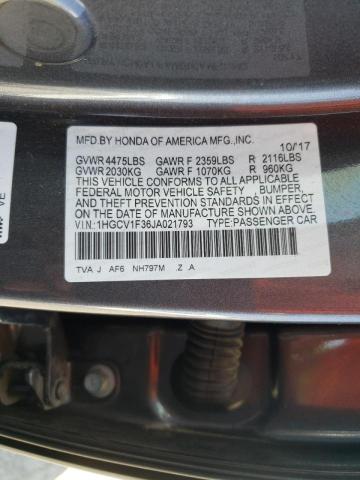 MFD BY HONDA OF AMERICA MFG.,INC. 10/17
GVWR 4475LBS GAWR F 2359LBS R 2116LBS
GVWR 2030KG GAWR F 1070KG R 960KG
THIS VEHICLE CONFORMS TO ALL APPLICABLE
FEDERAL MOTOR VEHICLE SAFETY , BUMPER,
AND THEFT PREVENTION STANDARDS IN EFFECT
ON THE DATE OF MANUFACTURE SHOWN ABOVE.
V.I.N.: 1HGCV1F36JA021793 TYPE:PASSENGER CAR
TVA J AF6 NH797M .Z .A
VE